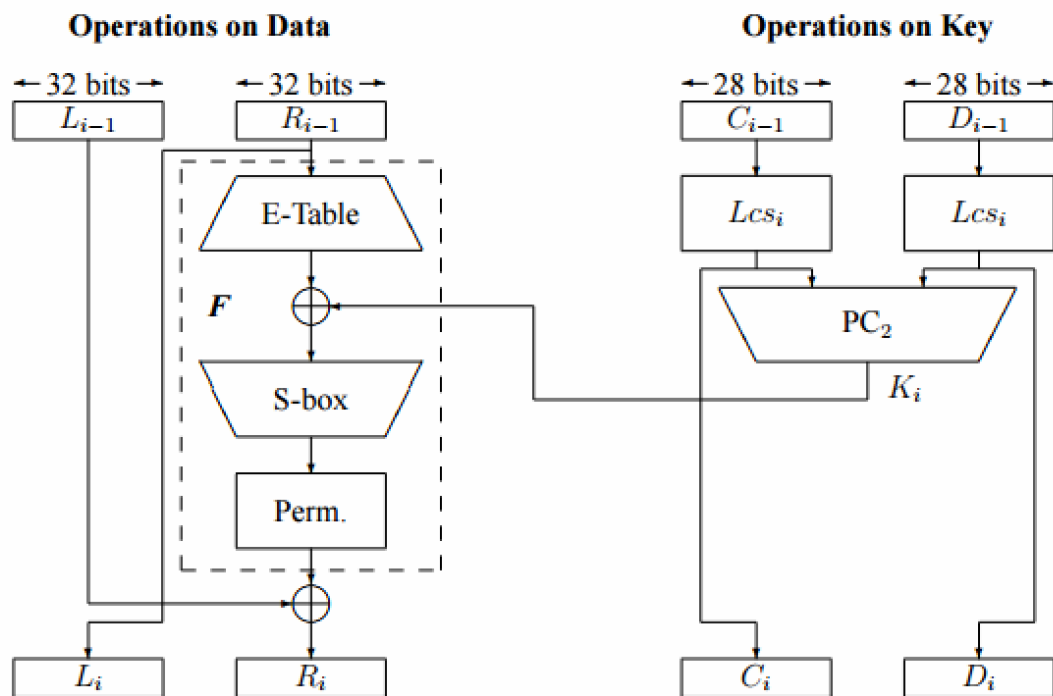 Operations on Data
Operations on Key
← 32 bits →
← 32 bits →
← 28 bits →
← 28 bits →
L_{i−1}
R_{i−1}
C_{i−1}
D_{i−1}
E-Table
Lcs_i
Lcs_i
F
PC_2
S-box
K_i
Perm.
L_i
R_i
C_i
D_i